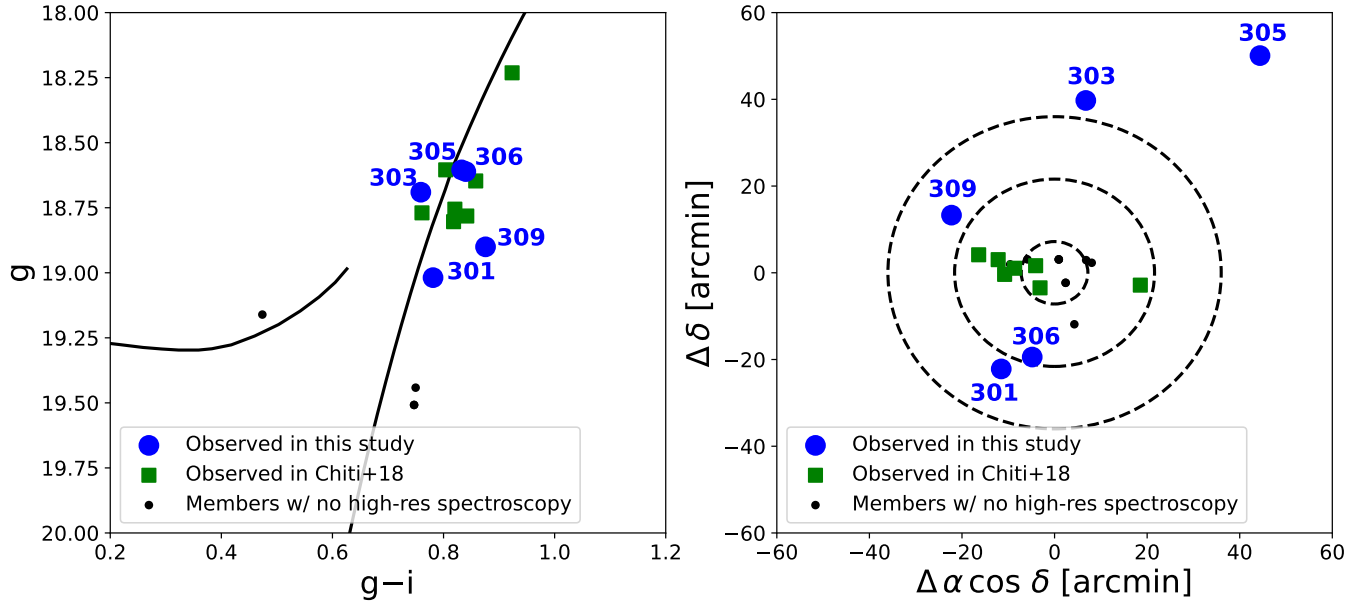 18.00
18.25
18.50
18.75
19.00
19.25
19.50
19.75
20.00
g
305
306
303
309
301
Observed in this study
Observed in Chiti+18
Members w/ no high-res spectroscopy
0.2 0.4 0.6 0.8 1.0 1.2
g−i
60
40
20
0
−20
−40
−60
Δδ [arcmin]
305
303
309
306
301
Observed in this study
Observed in Chiti+18
Members w/ no high-res spectroscopy
−60 −40 −20 0 20 40 60
Δ α cos δ [arcmin]